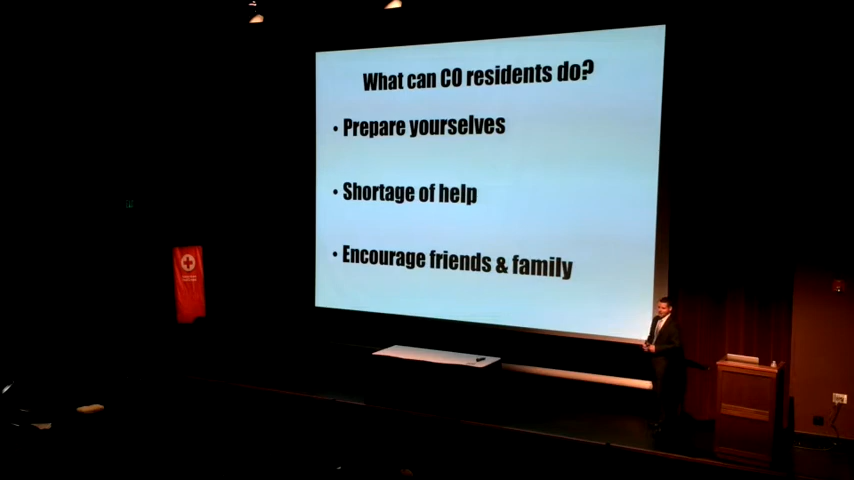 What can CO residents do?
• Prepare yourselves
• Shortage of help
• Encourage friends & family